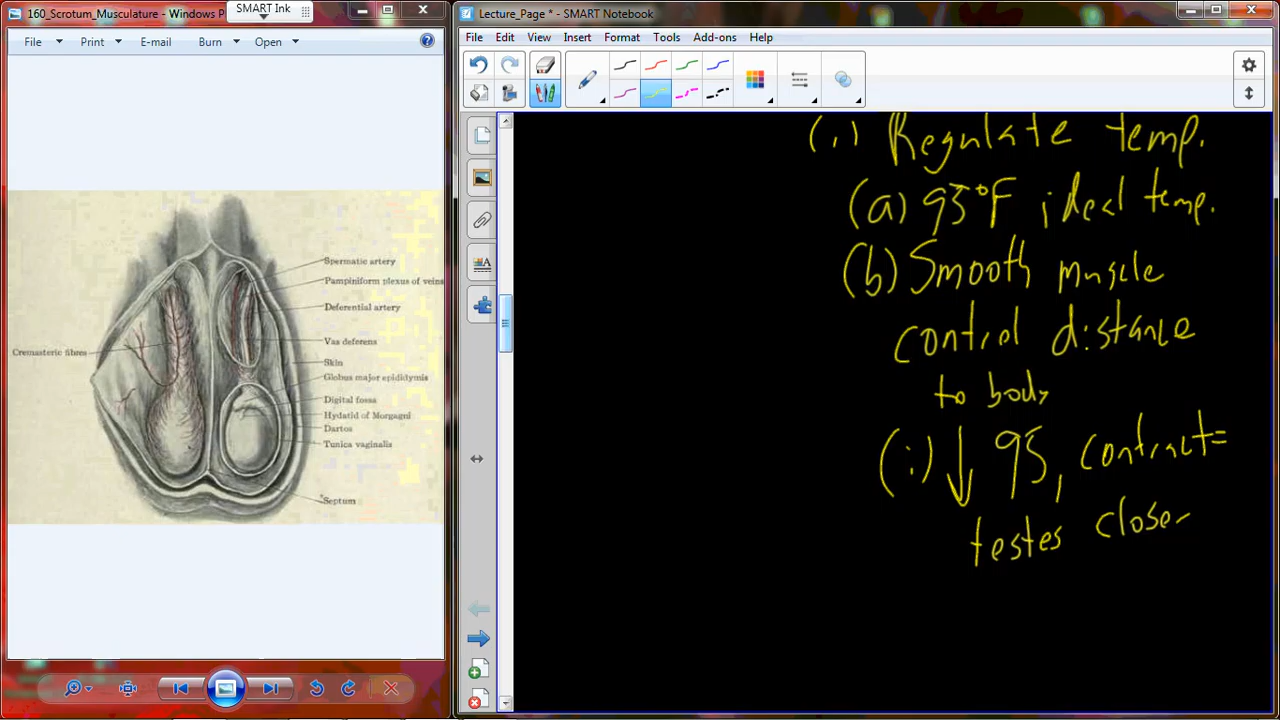 160_Scrotum_Musculature - Windows P
SMART Ink
File Print E-mail Burn Open
Spermatic artery
Pampiniform plexus of veins
Deferential artery
Vas deferens
Cremasteric fibres
Skin
Globus major epididymis
Digital fossa
Hydatid of Morgagni
Dartos
Tunica vaginalis
Septum
Lecture_Page * - SMART Notebook
File Edit View Insert Format Tools Add-ons Help
(i) Regulate temp.
(a) 95°F ideal temp.
(b) Smooth muscle
control distance
to body
(i) ↓ 95, contract=
testes closer